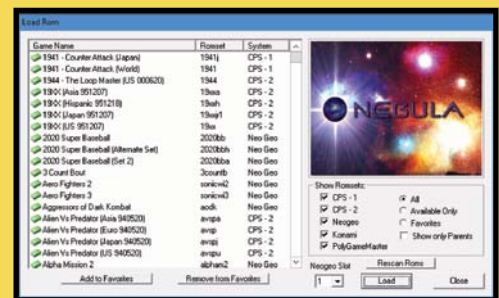 Load Rom
Game Name Romset System
1941 - Counter Attack (Japan) 1941j CPS - 1
1941 - Counter Attack (World) 1941 CPS - 1
1944 - The Loop Master (US 000620) 1944 CPS - 2
19XX (Asia 951207) 19xxa CPS - 2
19XX (Hispanic 951218) 19xxh CPS - 2
19XX (Japan 951207) 19xxj1 CPS - 2
19XX (US 951207) 19xx CPS - 2
2020 Super Baseball 2020bb Neo Geo
2020 Super Baseball (Alternate Set) 2020bbh Neo Geo
2020 Super Baseball (Set 2) 2020bba Neo Geo
3 Count Bout 3countb Neo Geo
Aero Fighters 2 sonicwi2 Neo Geo
Aero Fighters 3 sonicwi3 Neo Geo
Aggressors of Dark Kombat aodk Neo Geo
Alien Vs Predator (Asia 940520) avspa CPS - 2
Alien Vs Predator (Euro 940520) avsp CPS - 2
Alien Vs Predator (Japan 940520) avspj CPS - 2
Alien Vs Predator (US 940520) avspu CPS - 2
Alpha Mission 2 alpham2 Neo Geo
Add to Favorites Remove from Favorites
NEBULA
Show Romsets:
CPS - 1 All
CPS - 2 Available Only
Neogeo Favorites
Konami Show only Parents
PolyGameMaster
Neogeo Slot Rescan Roms
1 Load Close